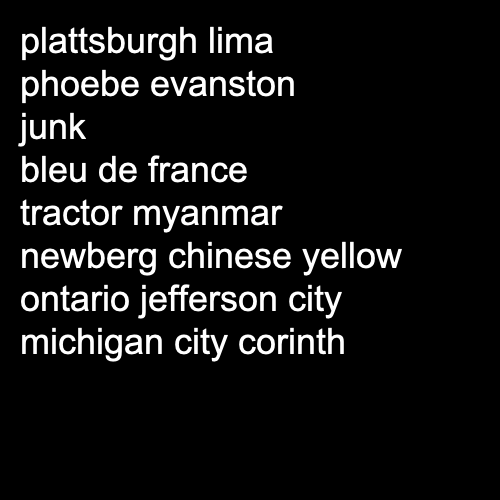 plattsburgh lima
phoebe evanston
junk
bleu de france
tractor myanmar
newberg chinese yellow
ontario jefferson city
michigan city corinth